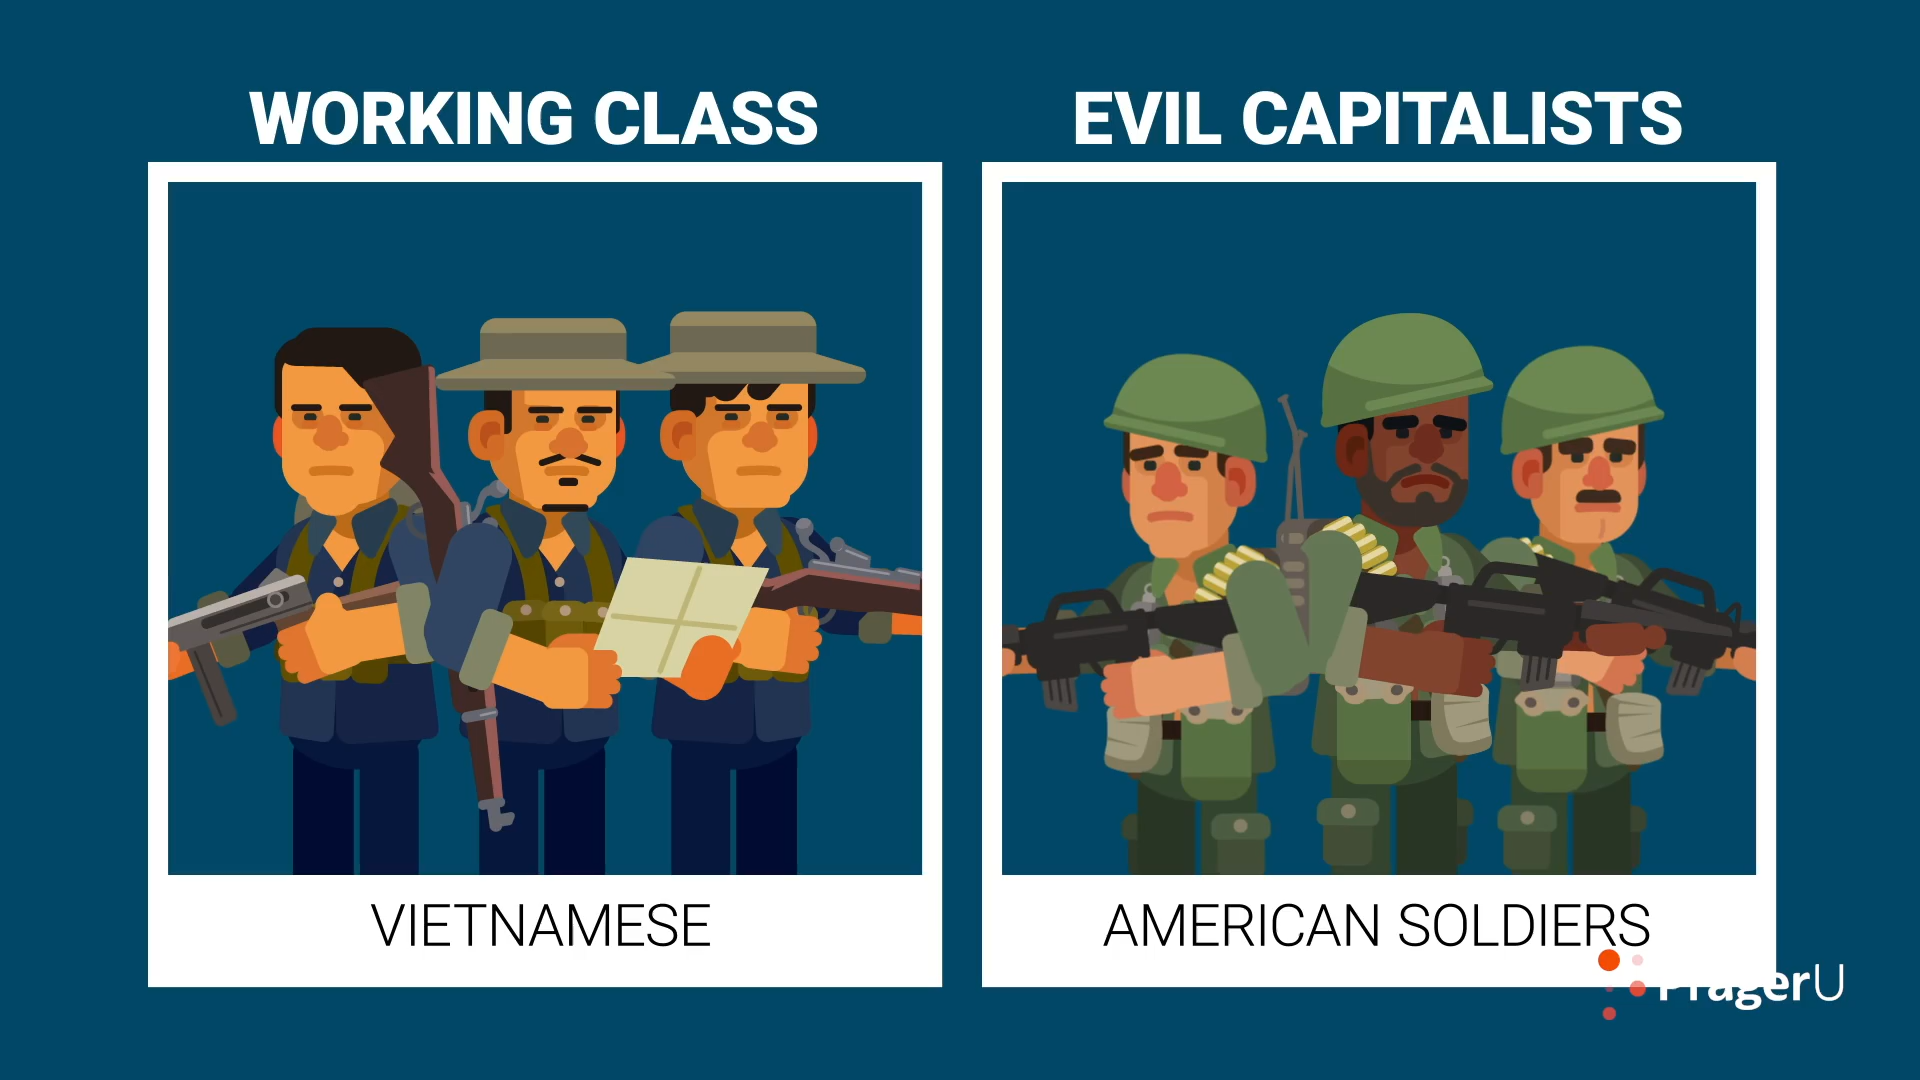 WORKING CLASS
EVIL CAPITALISTS
VIETNAMESE
AMERICAN SOLDIERS
PragerU